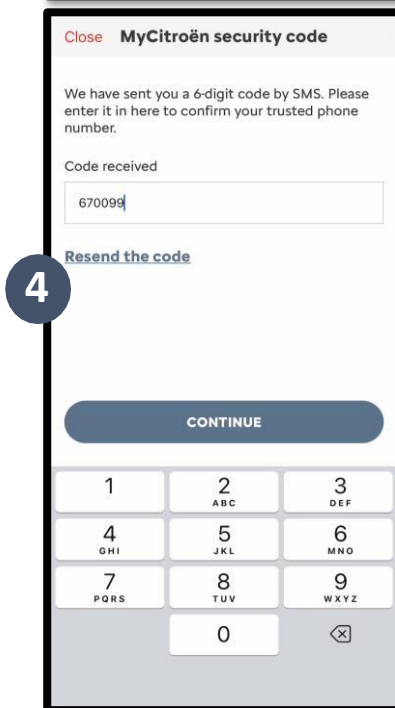 Close MyCitroën security code
We have sent you a 6-digit code by SMS. Please
enter it in here to confirm your trusted phone
number.
Code received
670099
Resend the code
4
CONTINUE
1 2 3
ABC DEF
4 5 6
GHI JKL MNO
7 8 9
PQRS TUV WXYZ
0